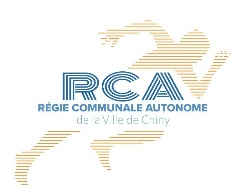 RCA
RÉGIE COMMUNALE AUTONOME
de la Ville de Chiny